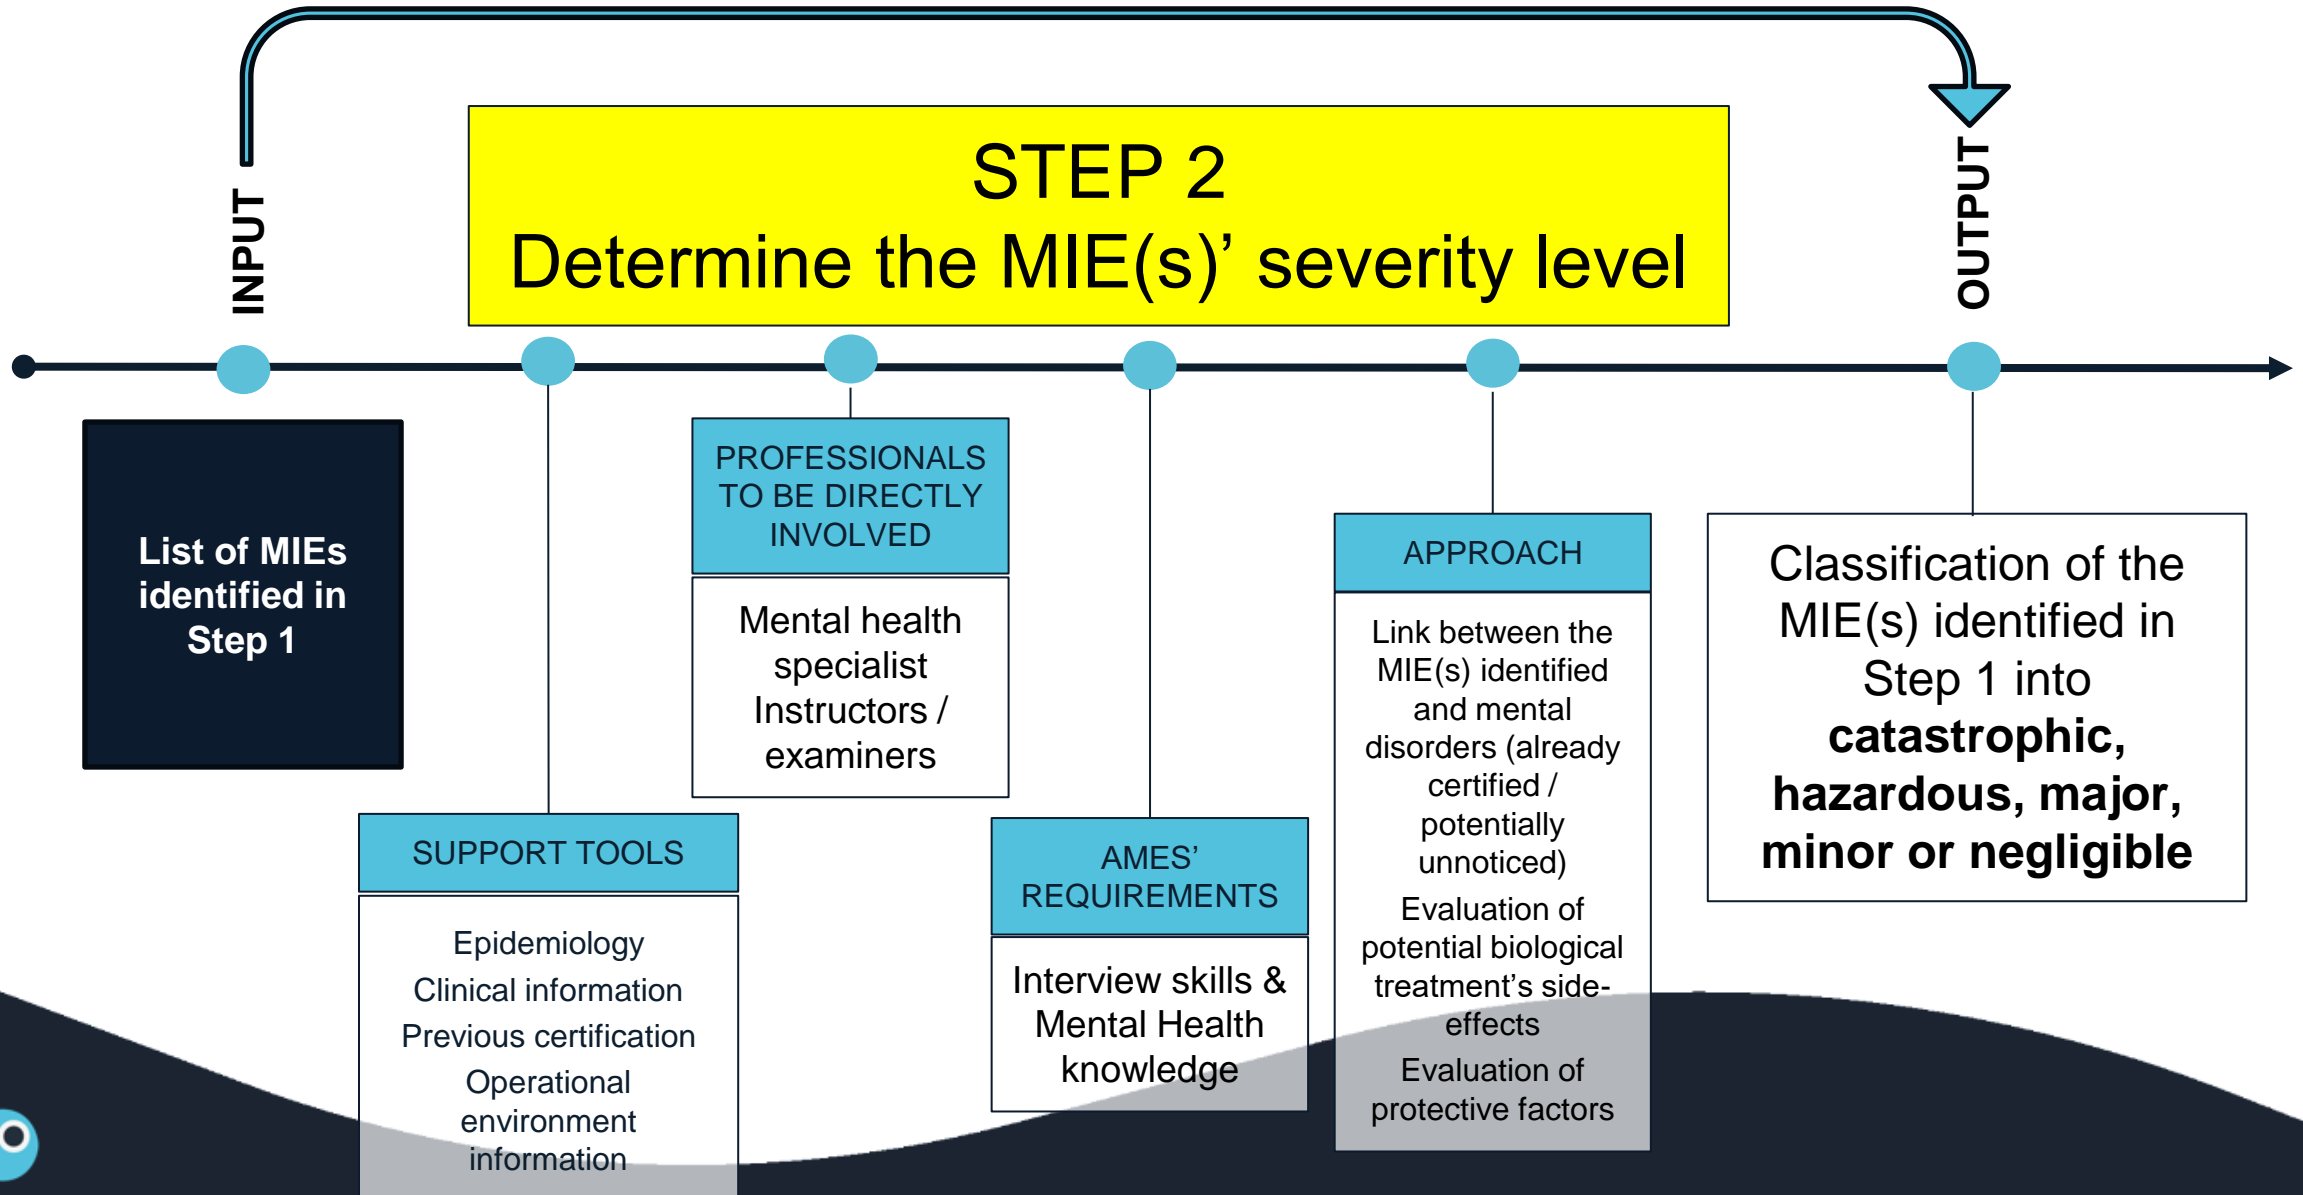 STEP 2
Determine the MIE(s)’ severity level
INPUT
OUTPUT
List of MIEs
identified in
Step 1
SUPPORT TOOLS
Epidemiology
Clinical information
Previous certification
Operational
environment
information
PROFESSIONALS
TO BE DIRECTLY
INVOLVED
Mental health
specialist
Instructors /
examiners
AMES’
REQUIREMENTS
Interview skills &
Mental Health
knowledge
APPROACH
Link between the
MIE(s) identified
and mental
disorders (already
certified /
potentially
unnoticed)
Evaluation of
potential biological
treatment’s side-
effects
Evaluation of
protective factors
Classification of the
MIE(s) identified in
Step 1 into
catastrophic,
hazardous, major,
minor or negligible